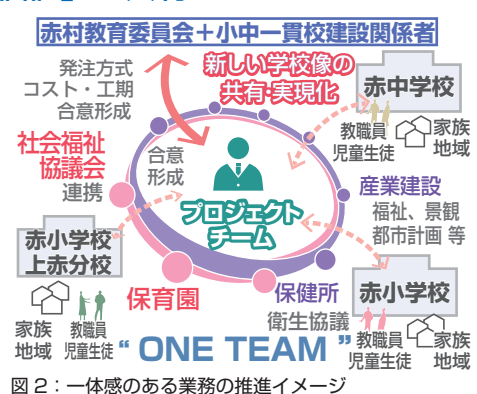 赤村教育委員会＋小中一貫校建設関係者
発注方式
コスト・工期
合意形成
新しい学校像の
共有・実現化
赤中学校
教職員
児童生徒
家族
地域
社会福祉
協議会
連携
合意
形成
産業建設
福祉、景観
都市計画 等
プロジェクト
チーム
赤小学校
上赤分校
家族
地域
教職員
児童生徒
保育園
保健所
衛生協議
赤小学校
教職員
児童生徒
家族
地域
“ ONE TEAM ”
図 2：一体感のある業務の推進イメージ